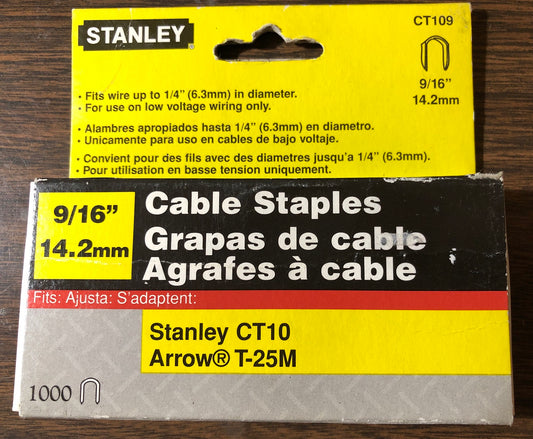 STANLEY
CT109
9/16”
14.2mm
• Fits wire up to 1/4” (6.3mm) in diameter.
• For use on low voltage wiring only.
• Alambres apropiados hasta 1/4” (6.3mm) en diametro.
• Unicamente para uso en cables de bajo voltaje.
• Convient pour des fils avec des diametres jusqu'a 1/4” (6.3mm).
• Pour utilisation en basse tension uniquement.
9/16”
14.2mm
Cable Staples
Grapas de cable
Agrafes à cable
Fits: Ajusta: S'adaptent:
Stanley CT10
Arrow® T-25M
1000